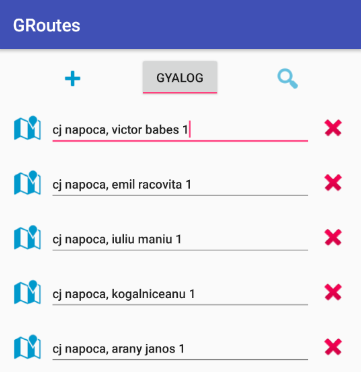 GRoutes
GYALOG
cj napoca, victor babes 1
cj napoca, emil racovita 1
cj napoca, iuliu maniu 1
cj napoca, kogalniceanu 1
cj napoca, arany janos 1